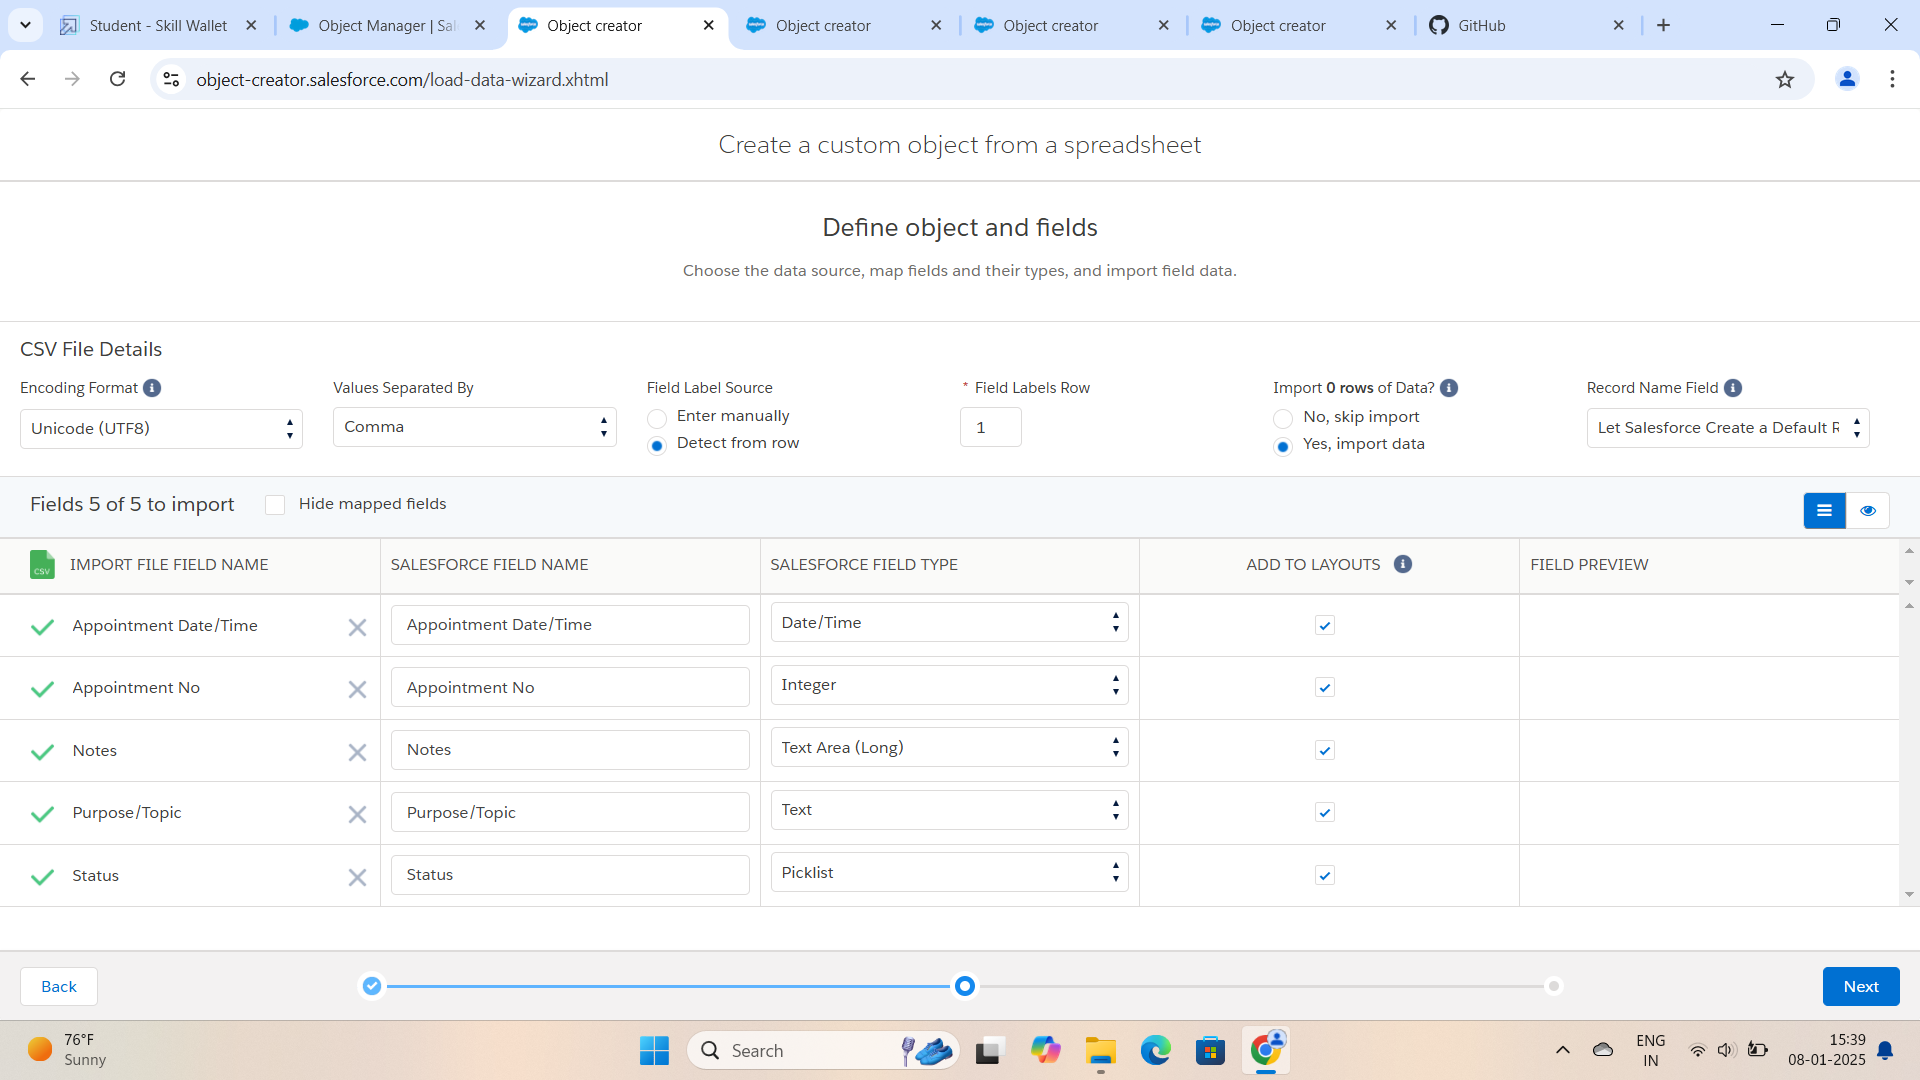 Student - Skill Wallet
Object Manager | Sal
Object creator
Object creator
Object creator
Object creator
GitHub
object-creator.salesforce.com/load-data-wizard.xhtml
Create a custom object from a spreadsheet
Define object and fields
Choose the data source, map fields and their types, and import field data.
CSV File Details
Encoding Format
Values Separated By
Field Label Source
* Field Labels Row
Import 0 rows of Data?
Record Name Field
Unicode (UTF8)
Comma
Enter manually
Detect from row
1
No, skip import
Yes, import data
Let Salesforce Create a Default R
Fields 5 of 5 to import
Hide mapped fields
CSV
IMPORT FILE FIELD NAME
SALESFORCE FIELD NAME
SALESFORCE FIELD TYPE
ADD TO LAYOUTS
FIELD PREVIEW
Appointment Date/Time
Appointment Date/Time
Date/Time
Appointment No
Appointment No
Integer
Notes
Notes
Text Area (Long)
Purpose/Topic
Purpose/Topic
Text
Status
Status
Picklist
Back
Next
76°F
Sunny
Search
ENG
IN
15:39
08-01-2025